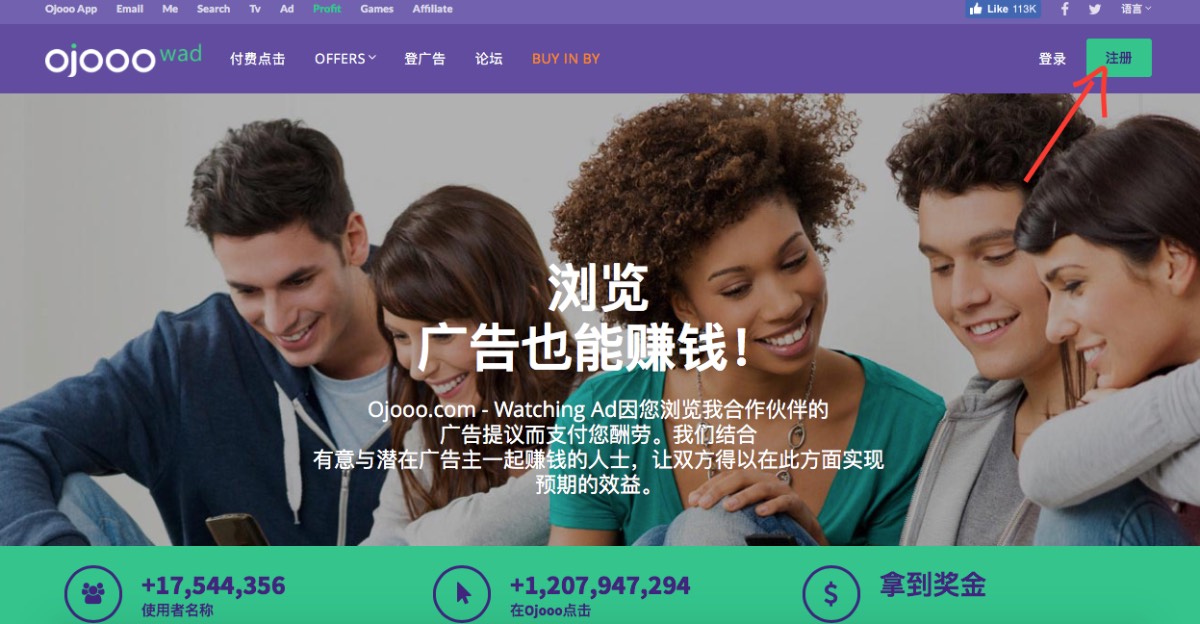 Ojooo App Email Me Search Tv Ad Profit Games Affiliate Like 113K 语言
ojooo wad 付费点击 OFFERS 登广告 论坛 BUY IN BY 登录 注册
浏览
广告也能赚钱！
Ojooo.com - Watching Ad因您浏览我合作伙伴的
广告提议而支付您酬劳。我们结合
有意与潜在广告主一起赚钱的人士，让双方得以在此方面实现
预期的效益。
+17,544,356 +1,207,947,294 拿到奖金
使用者名称 在Ojooo点击